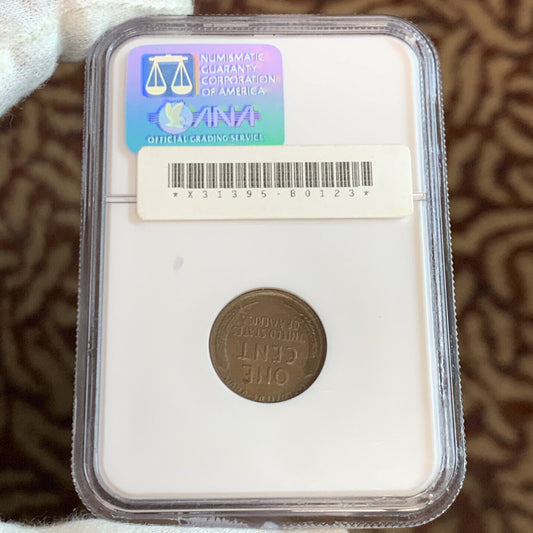 NUMISMATIC
GUARANTY
CORPORATION
OF AMERICA
ANA
OFFICIAL GRADING SERVICE
*X31395-B0123*
ONE
CENT
UNITED STATES
OF AMERICA